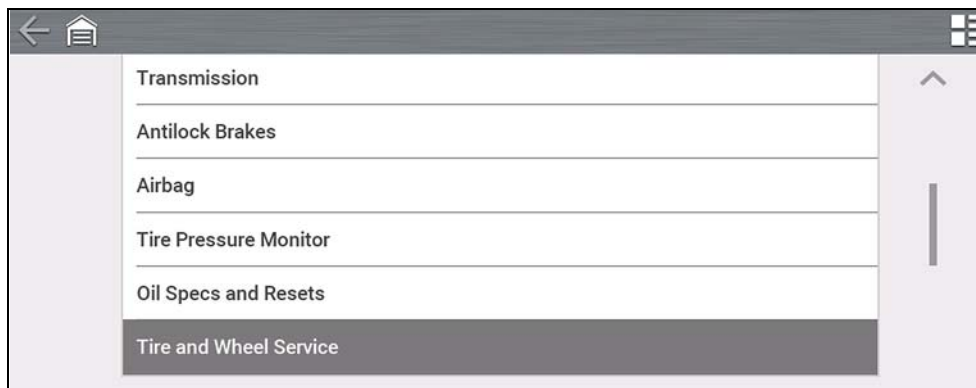 Transmission
Antilock Brakes
Airbag
Tire Pressure Monitor
Oil Specs and Resets
Tire and Wheel Service